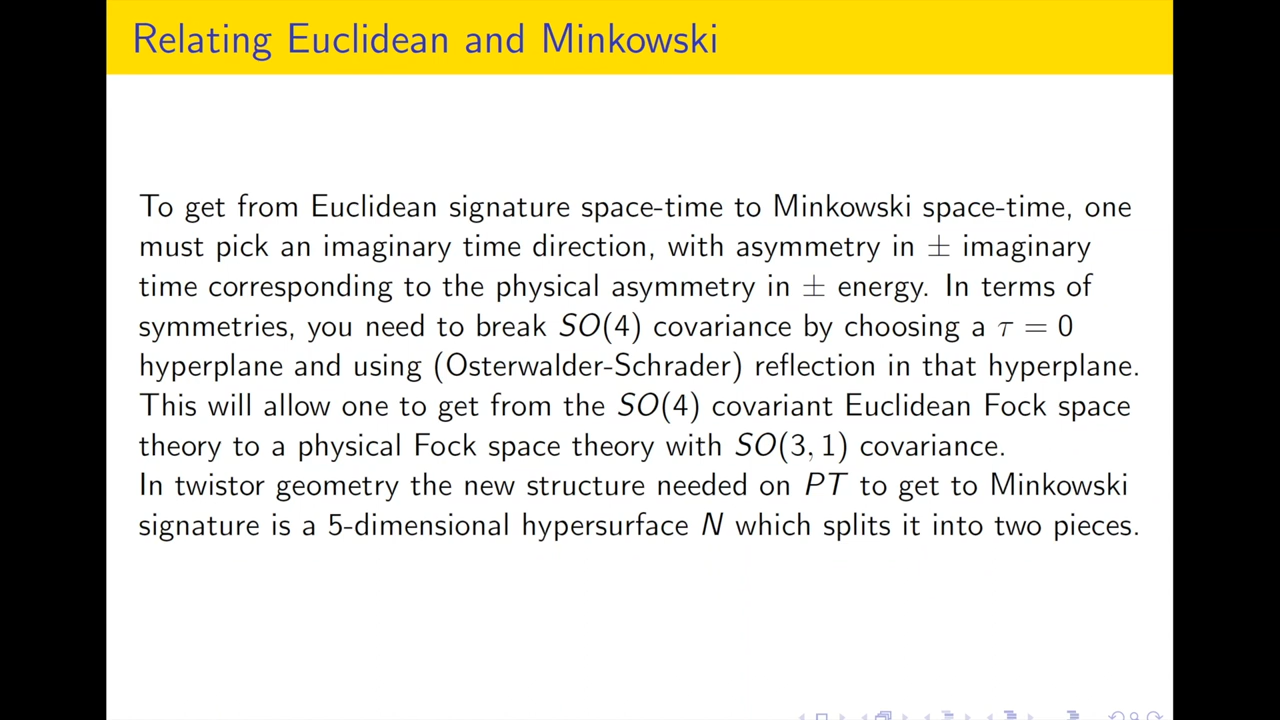 Relating Euclidean and Minkowski
To get from Euclidean signature space-time to Minkowski space-time, one
must pick an imaginary time direction, with asymmetry in ± imaginary
time corresponding to the physical asymmetry in ± energy. In terms of
symmetries, you need to break SO(4) covariance by choosing a τ = 0
hyperplane and using (Osterwalder-Schrader) reflection in that hyperplane.
This will allow one to get from the SO(4) covariant Euclidean Fock space
theory to a physical Fock space theory with SO(3, 1) covariance.
In twistor geometry the new structure needed on PT to get to Minkowski
signature is a 5-dimensional hypersurface N which splits it into two pieces.